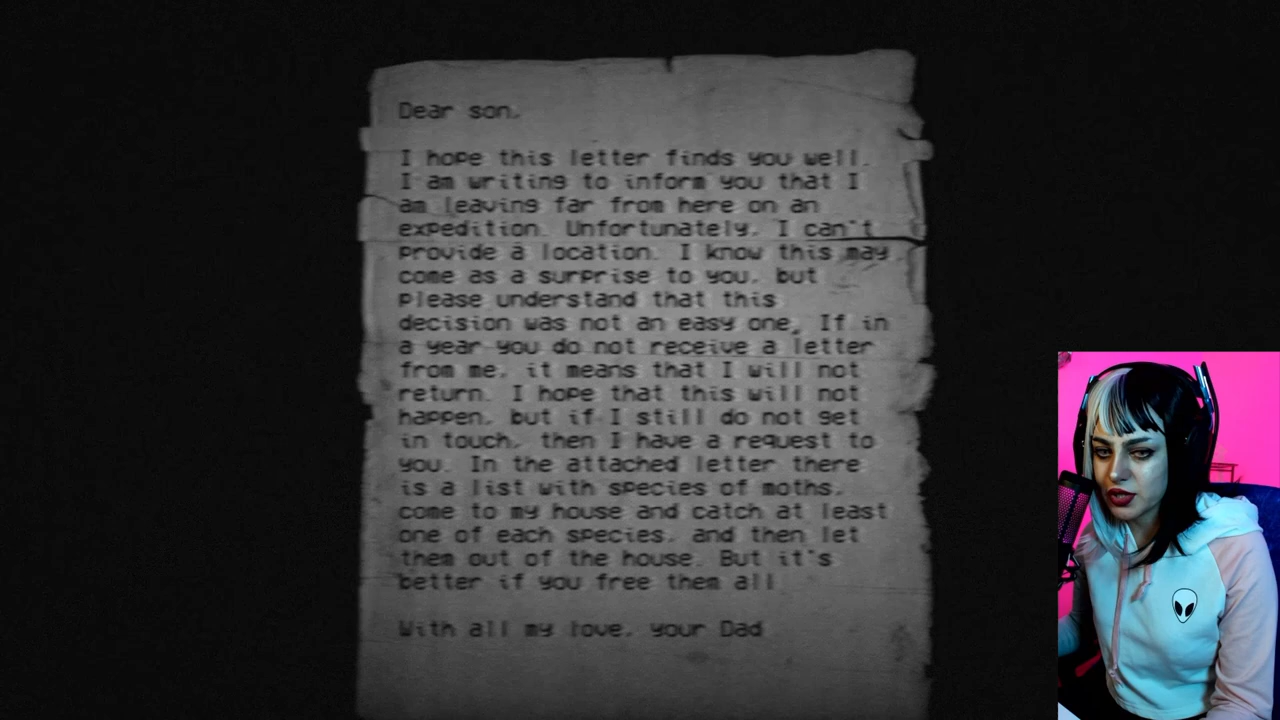 Dear son,
I hope this letter finds you well.
I am writing to inform you that I
am leaving far from here on an
expedition. Unfortunately, I can't
provide a location. I know this may
come as a surprise to you, but
please understand that this
decision was not an easy one. If in
a year you do not receive a letter
from me, it means that I will not
return. I hope that this will not
happen, but if I still do not get
in touch, then I have a request to
you. In the attached letter there
is a list with species of moths,
come to my house and catch at least
one of each species, and then let
them out of the house. But it's
better if you free them all
With all my love, your Dad